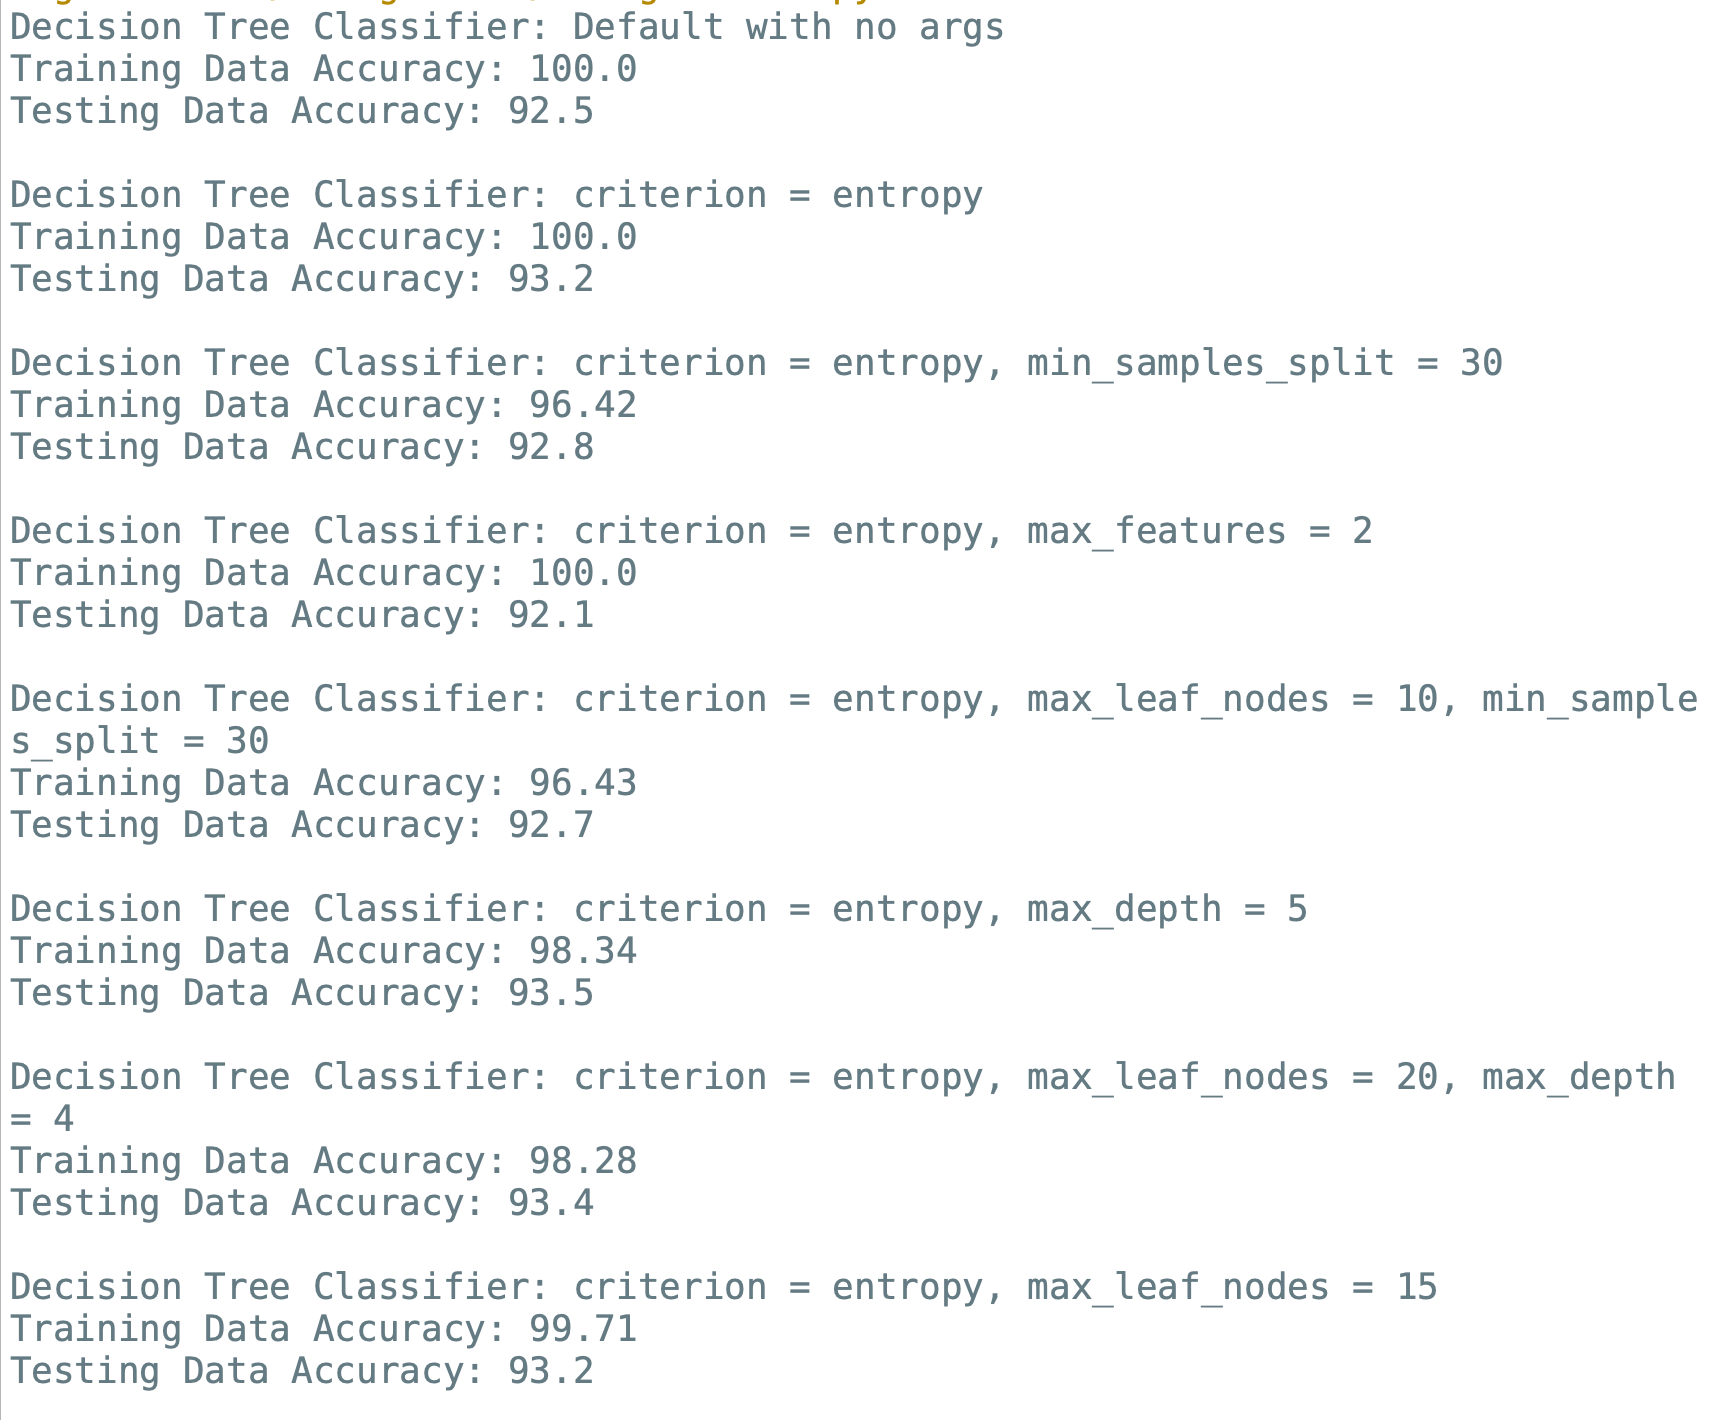 Decision Tree Classifier: Default with no args
Training Data Accuracy: 100.0
Testing Data Accuracy: 92.5
Decision Tree Classifier: criterion = entropy
Training Data Accuracy: 100.0
Testing Data Accuracy: 93.2
Decision Tree Classifier: criterion = entropy, min_samples_split = 30
Training Data Accuracy: 96.42
Testing Data Accuracy: 92.8
Decision Tree Classifier: criterion = entropy, max_features = 2
Training Data Accuracy: 100.0
Testing Data Accuracy: 92.1
Decision Tree Classifier: criterion = entropy, max_leaf_nodes = 10, min_sample
s_split = 30
Training Data Accuracy: 96.43
Testing Data Accuracy: 92.7
Decision Tree Classifier: criterion = entropy, max_depth = 5
Training Data Accuracy: 98.34
Testing Data Accuracy: 93.5
Decision Tree Classifier: criterion = entropy, max_leaf_nodes = 20, max_depth
= 4
Training Data Accuracy: 98.28
Testing Data Accuracy: 93.4
Decision Tree Classifier: criterion = entropy, max_leaf_nodes = 15
Training Data Accuracy: 99.71
Testing Data Accuracy: 93.2